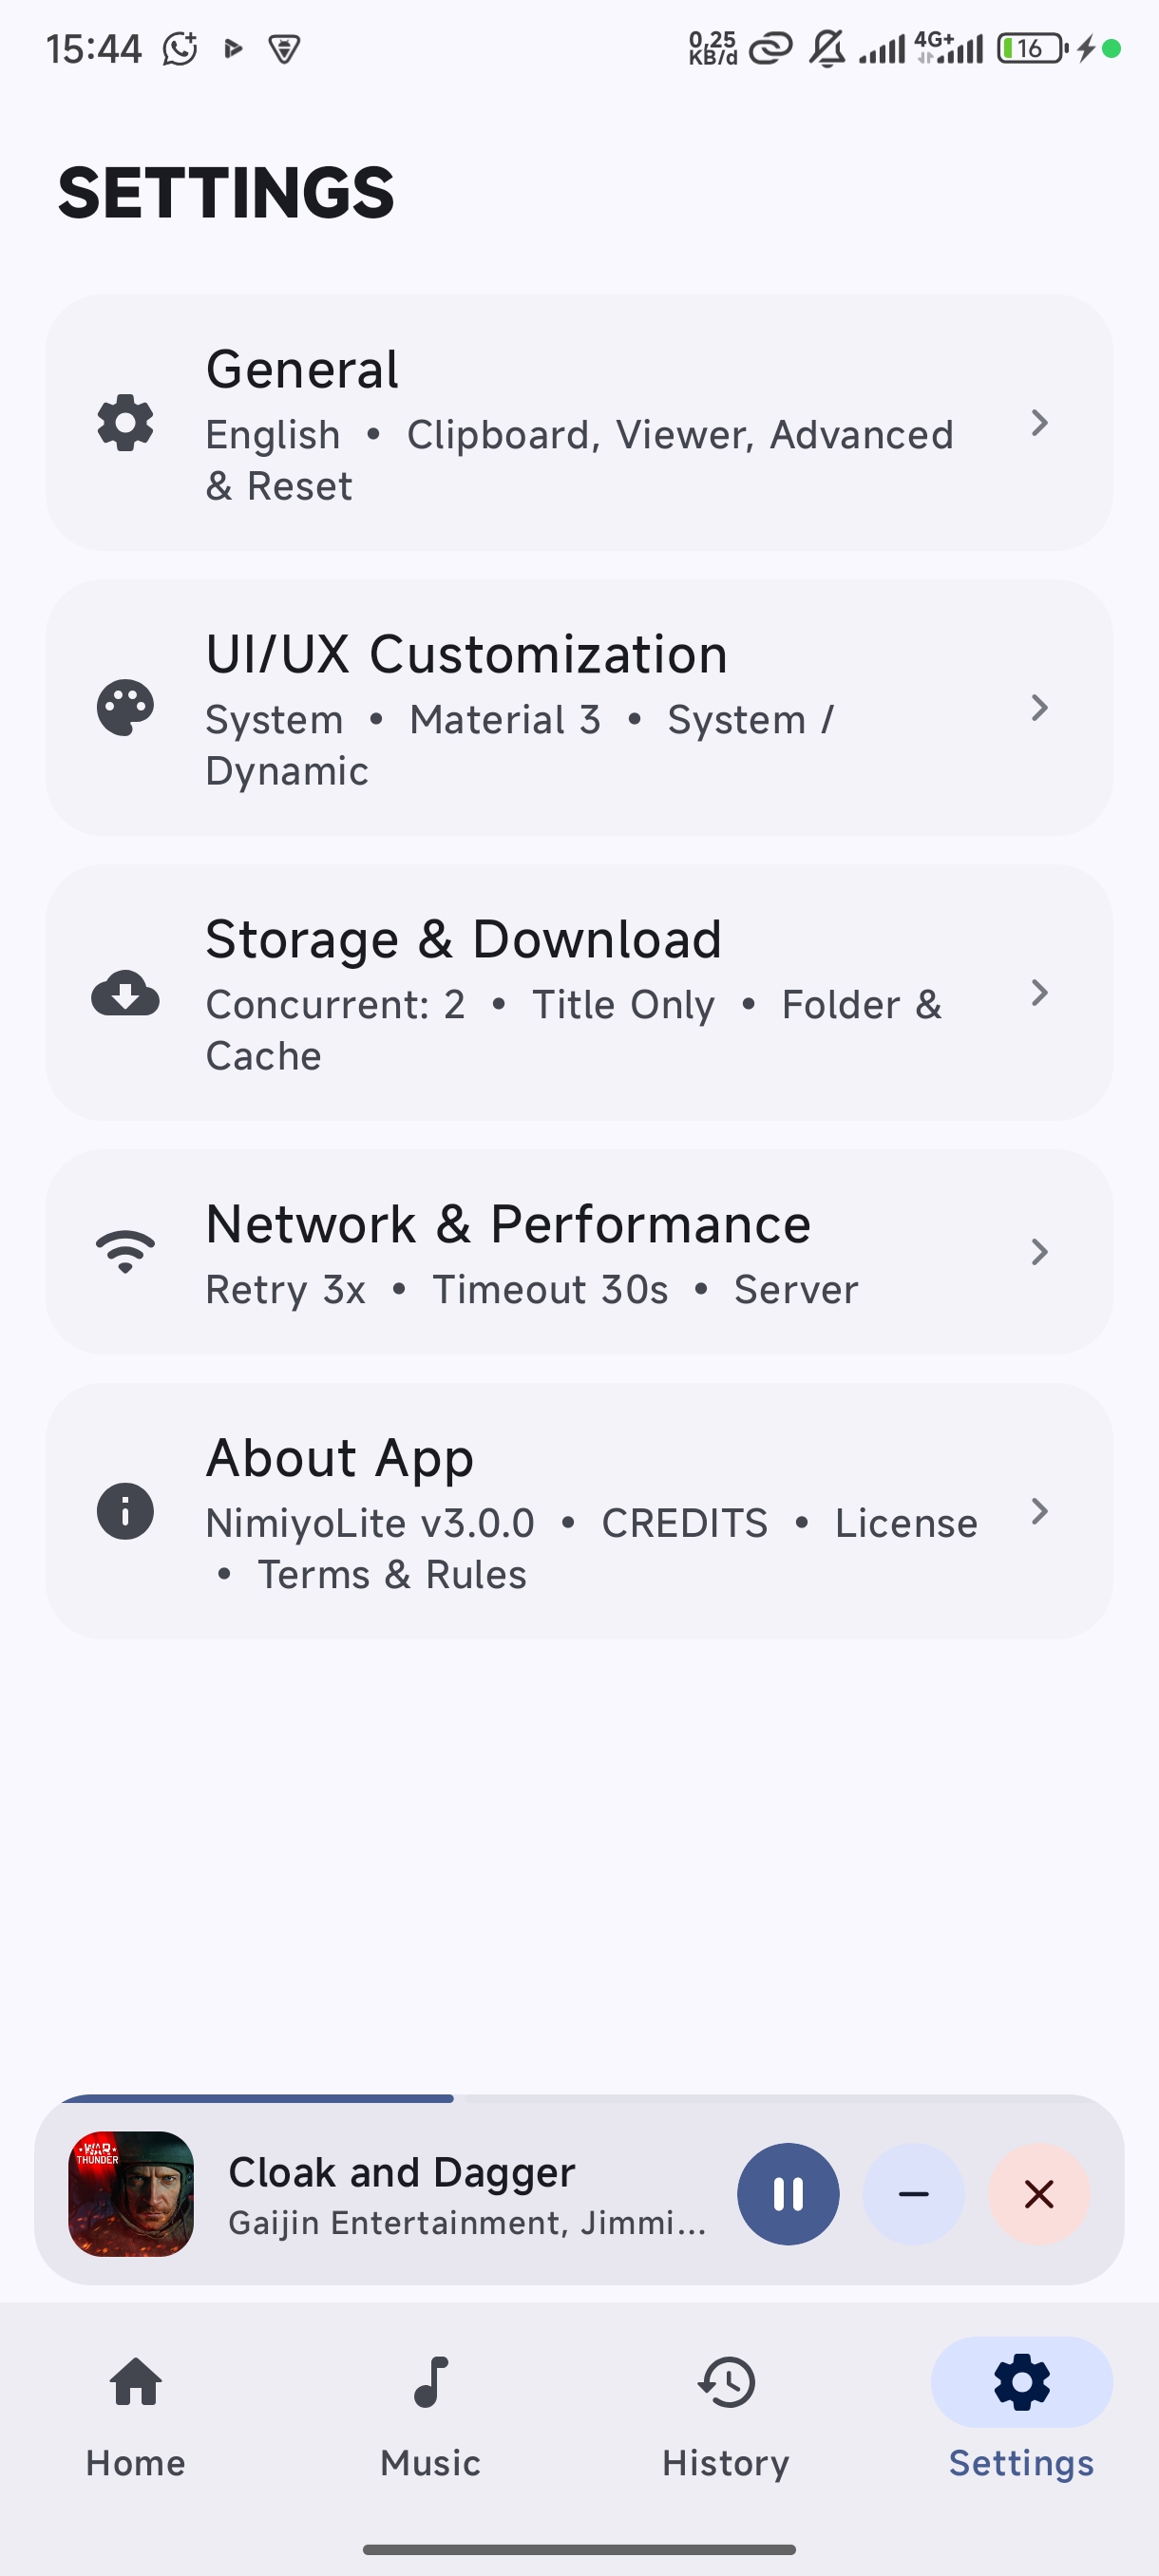 15:44
0.25
KB/d
4G+
16
SETTINGS
General
English • Clipboard, Viewer, Advanced
& Reset
UI/UX Customization
System • Material 3 • System /
Dynamic
Storage & Download
Concurrent: 2 • Title Only • Folder &
Cache
Network & Performance
Retry 3x • Timeout 30s • Server
About App
NimiyoLite v3.0.0 • CREDITS • License
• Terms & Rules
WAR
THUNDER
Cloak and Dagger
Gaijin Entertainment, Jimmi...
Home
Music
History
Settings